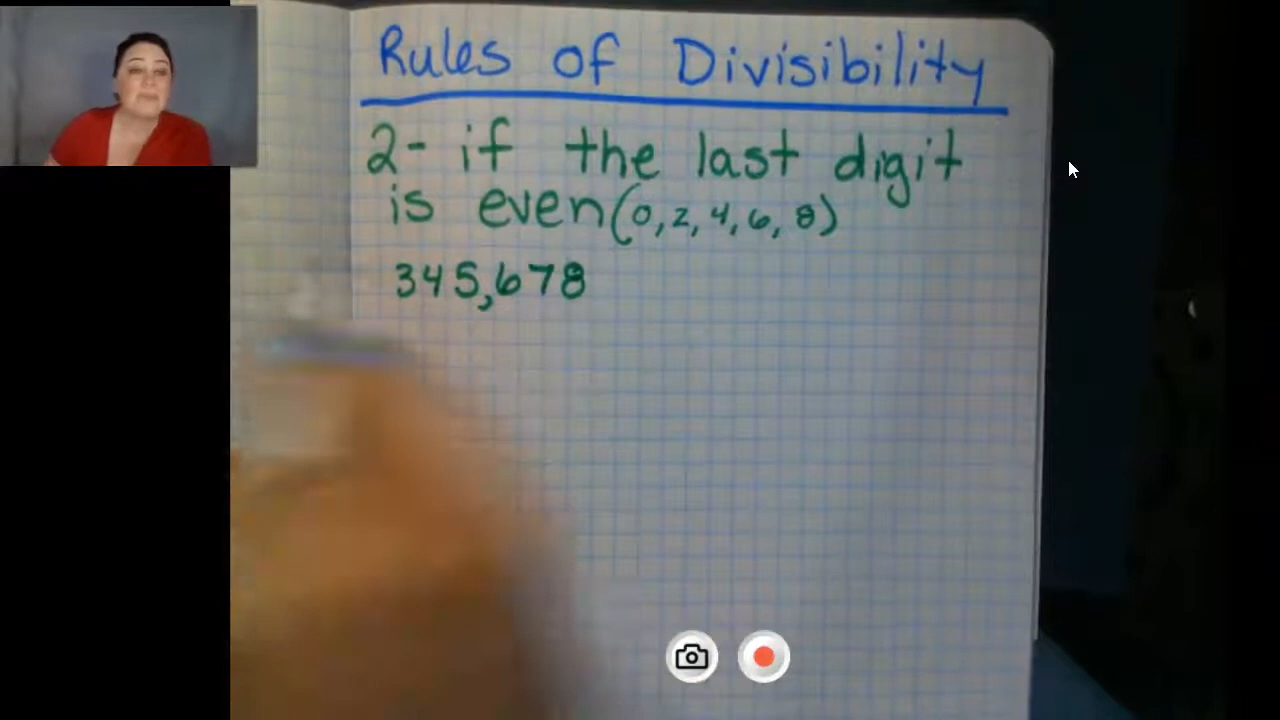 Rules of Divisibility
2- if the last digit
is even (0, 2, 4, 6, 8)
345,678